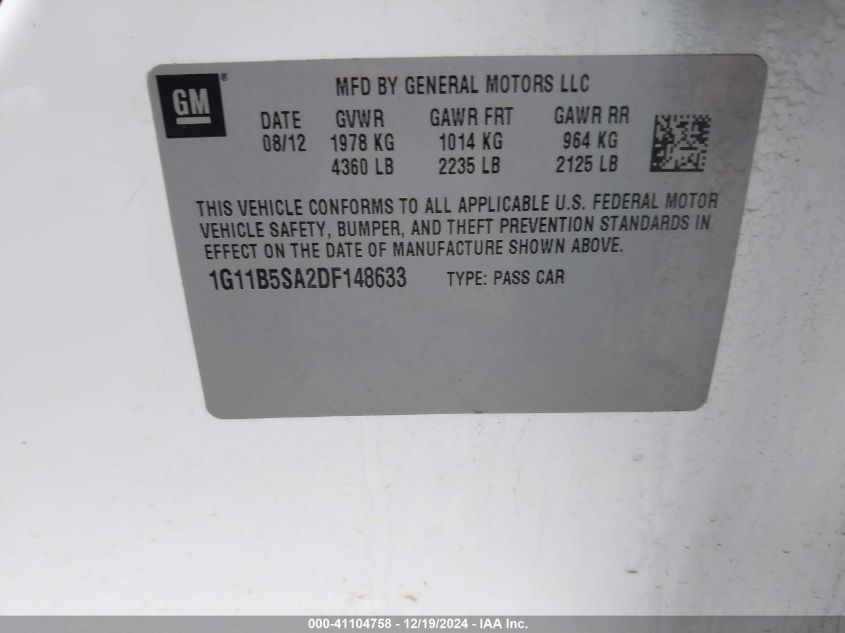 GM®
MFD BY GENERAL MOTORS LLC
DATE GVWR GAWR FRT GAWR RR
08/12 1978 KG 1014 KG 964 KG
4360 LB 2235 LB 2125 LB
THIS VEHICLE CONFORMS TO ALL APPLICABLE U.S. FEDERAL MOTOR
VEHICLE SAFETY, BUMPER, AND THEFT PREVENTION STANDARDS IN
EFFECT ON THE DATE OF MANUFACTURE SHOWN ABOVE.
1G11B5SA2DF148633 TYPE: PASS CAR
000-41104758 - 12/19/2024 - IAA Inc.